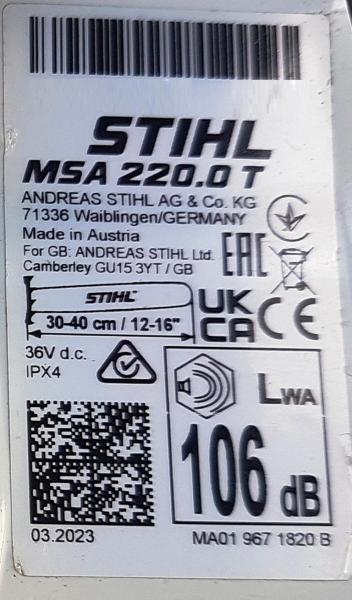 STIHL
MSA 220.0 T
ANDREAS STIHL AG & Co. KG
71336 Waiblingen/GERMANY
Made in Austria
For GB: ANDREAS STIHL Ltd.
Camberley GU15 3YT / GB
EAC
STIHL
30-40 cm / 12-16"
UK
CA
CE
36V d.c.
IPX4
LWA
106 dB
03.2023
MA01 967 1820 B